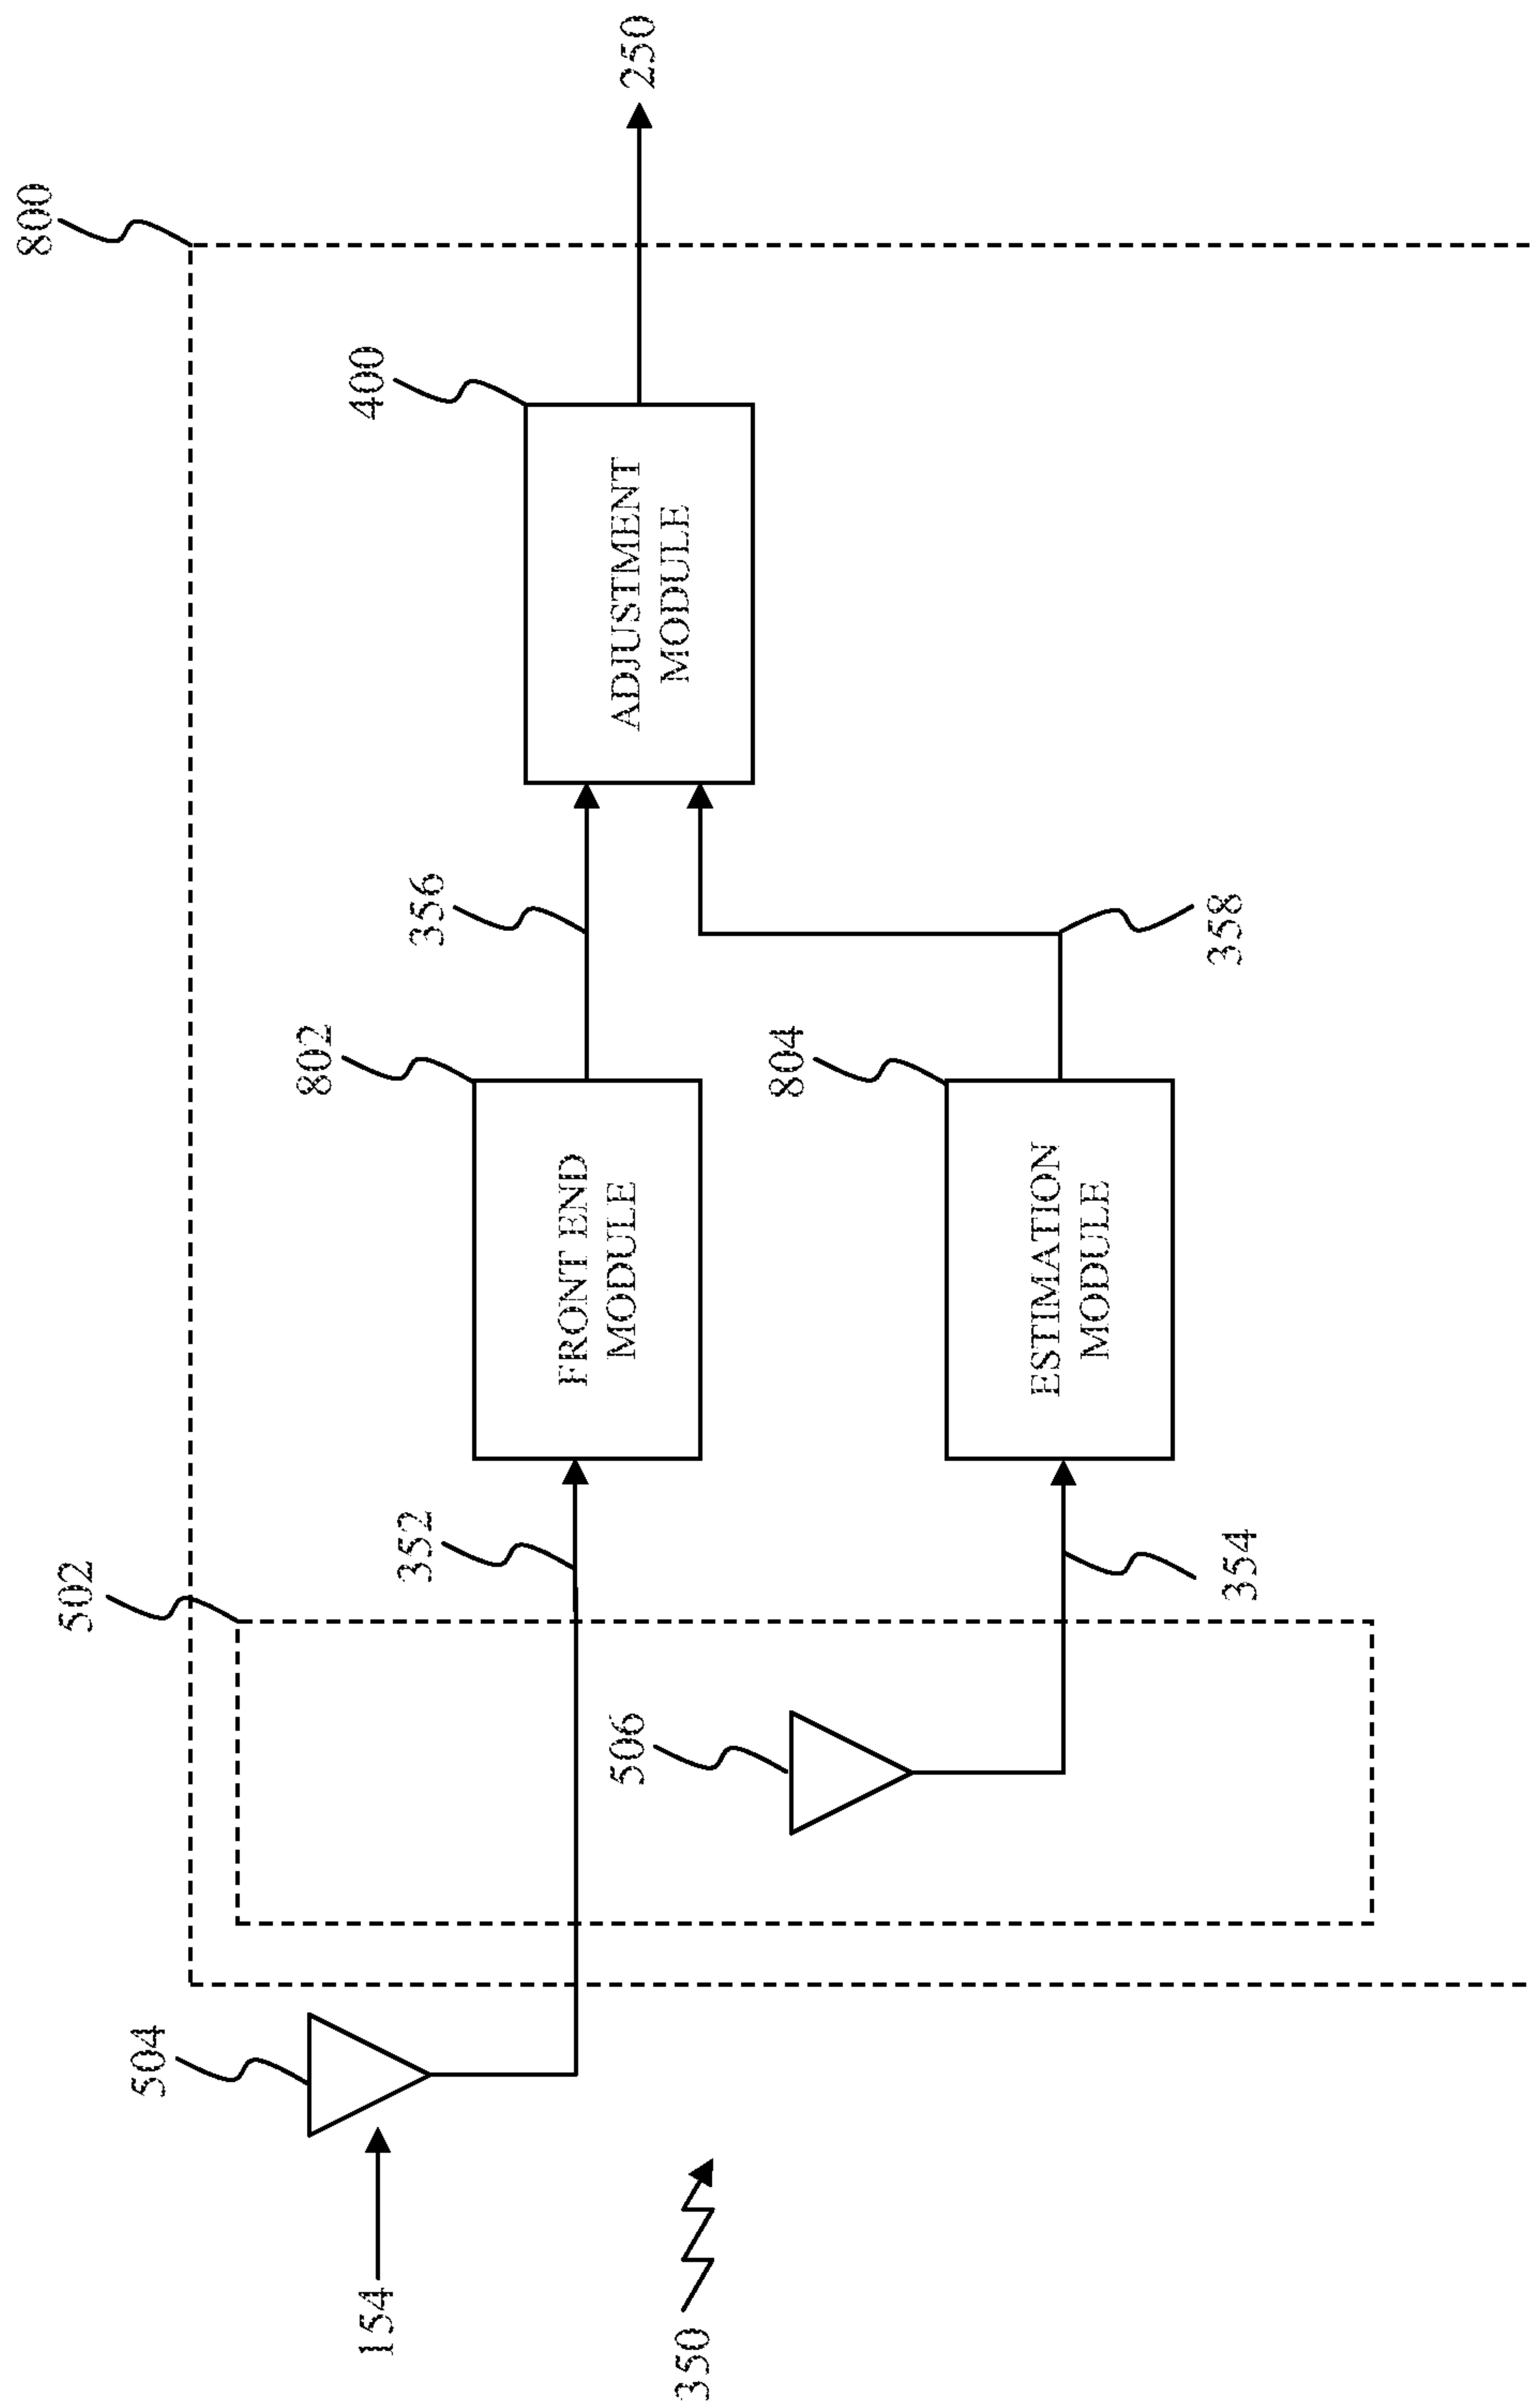 800
250
400
ADJUSTMENT
MODULE
356
358
802
804
FRONT END
MODULE
ESTIMATION
MODULE
502
352
354
506
504
154
350